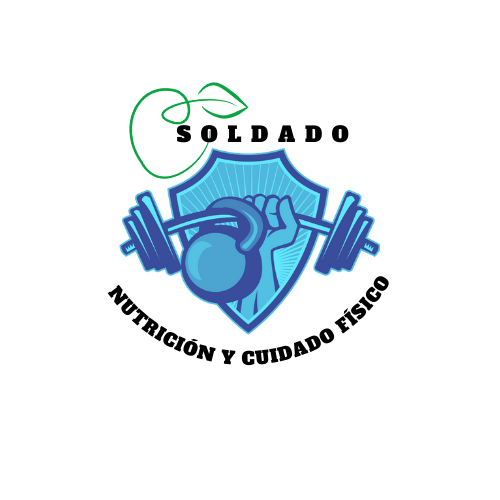 SOLDADO
NUTRICIÓN Y CUIDADO FÍSICO